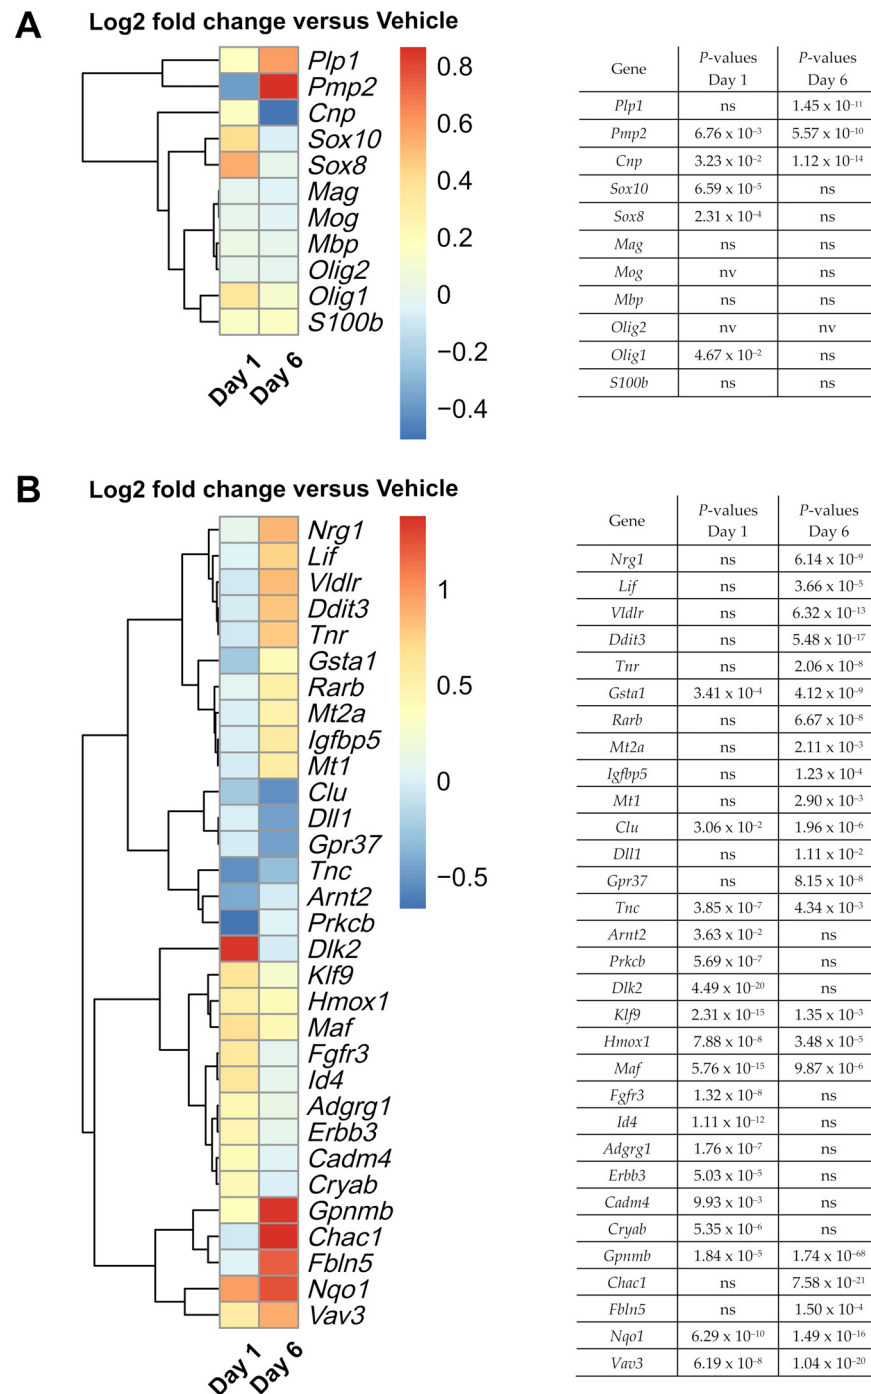 A
Log2 fold change versus Vehicle
Plp1
Pmp2
Cnp
Sox10
Sox8
Mag
Mog
Mbp
Olig2
Olig1
S100b
Day 1 Day 6
0.8
0.6
0.4
0.2
0
−0.2
−0.4
Gene P-values Day 1 P-values Day 6
Plp1 ns 1.45 x 10⁻¹¹
Pmp2 6.76 x 10⁻³ 5.57 x 10⁻¹⁰
Cnp 3.23 x 10⁻² 1.12 x 10⁻¹⁴
Sox10 6.59 x 10⁻⁵ ns
Sox8 2.31 x 10⁻⁴ ns
Mag ns ns
Mog nv ns
Mbp ns ns
Olig2 nv nv
Olig1 4.67 x 10⁻² ns
S100b ns ns
B
Log2 fold change versus Vehicle
Nrg1
Lif
Vldlr
Ddit3
Tnr
Gsta1
Rarb
Mt2a
Igfbp5
Mt1
Clu
Dll1
Gpr37
Tnc
Arnt2
Prkcb
Dlk2
Klf9
Hmox1
Maf
Fgfr3
Id4
Adgrg1
Erbb3
Cadm4
Cryab
Gpnmb
Chac1
Fbln5
Nqo1
Vav3
Day 1 Day 6
1
0.5
0
−0.5
Gene P-values Day 1 P-values Day 6
Nrg1 ns 6.14 x 10⁻⁹
Lif ns 3.66 x 10⁻⁵
Vldlr ns 6.32 x 10⁻¹³
Ddit3 ns 5.48 x 10⁻¹⁷
Tnr ns 2.06 x 10⁻⁸
Gsta1 3.41 x 10⁻⁴ 4.12 x 10⁻⁹
Rarb ns 6.67 x 10⁻⁸
Mt2a ns 2.11 x 10⁻³
Igfbp5 ns 1.23 x 10⁻⁴
Mt1 ns 2.90 x 10⁻³
Clu 3.06 x 10⁻² 1.96 x 10⁻⁶
Dll1 ns 1.11 x 10⁻²
Gpr37 ns 8.15 x 10⁻⁸
Tnc 3.85 x 10⁻⁷ 4.34 x 10⁻³
Arnt2 3.63 x 10⁻² ns
Prkcb 5.69 x 10⁻⁷ ns
Dlk2 4.49 x 10⁻²⁰ ns
Klf9 2.31 x 10⁻¹⁵ 1.35 x 10⁻³
Hmox1 7.88 x 10⁻⁸ 3.48 x 10⁻⁵
Maf 5.76 x 10⁻¹⁵ 9.87 x 10⁻⁶
Fgfr3 1.32 x 10⁻⁸ ns
Id4 1.11 x 10⁻¹² ns
Adgrg1 1.76 x 10⁻⁷ ns
Erbb3 5.03 x 10⁻⁵ ns
Cadm4 9.93 x 10⁻³ ns
Cryab 5.35 x 10⁻⁶ ns
Gpnmb 1.84 x 10⁻⁵ 1.74 x 10⁻⁶⁸
Chac1 ns 7.58 x 10⁻²¹
Fbln5 ns 1.50 x 10⁻⁴
Nqo1 6.29 x 10⁻¹⁰ 1.49 x 10⁻¹⁶
Vav3 6.19 x 10⁻⁸ 1.04 x 10⁻²⁰